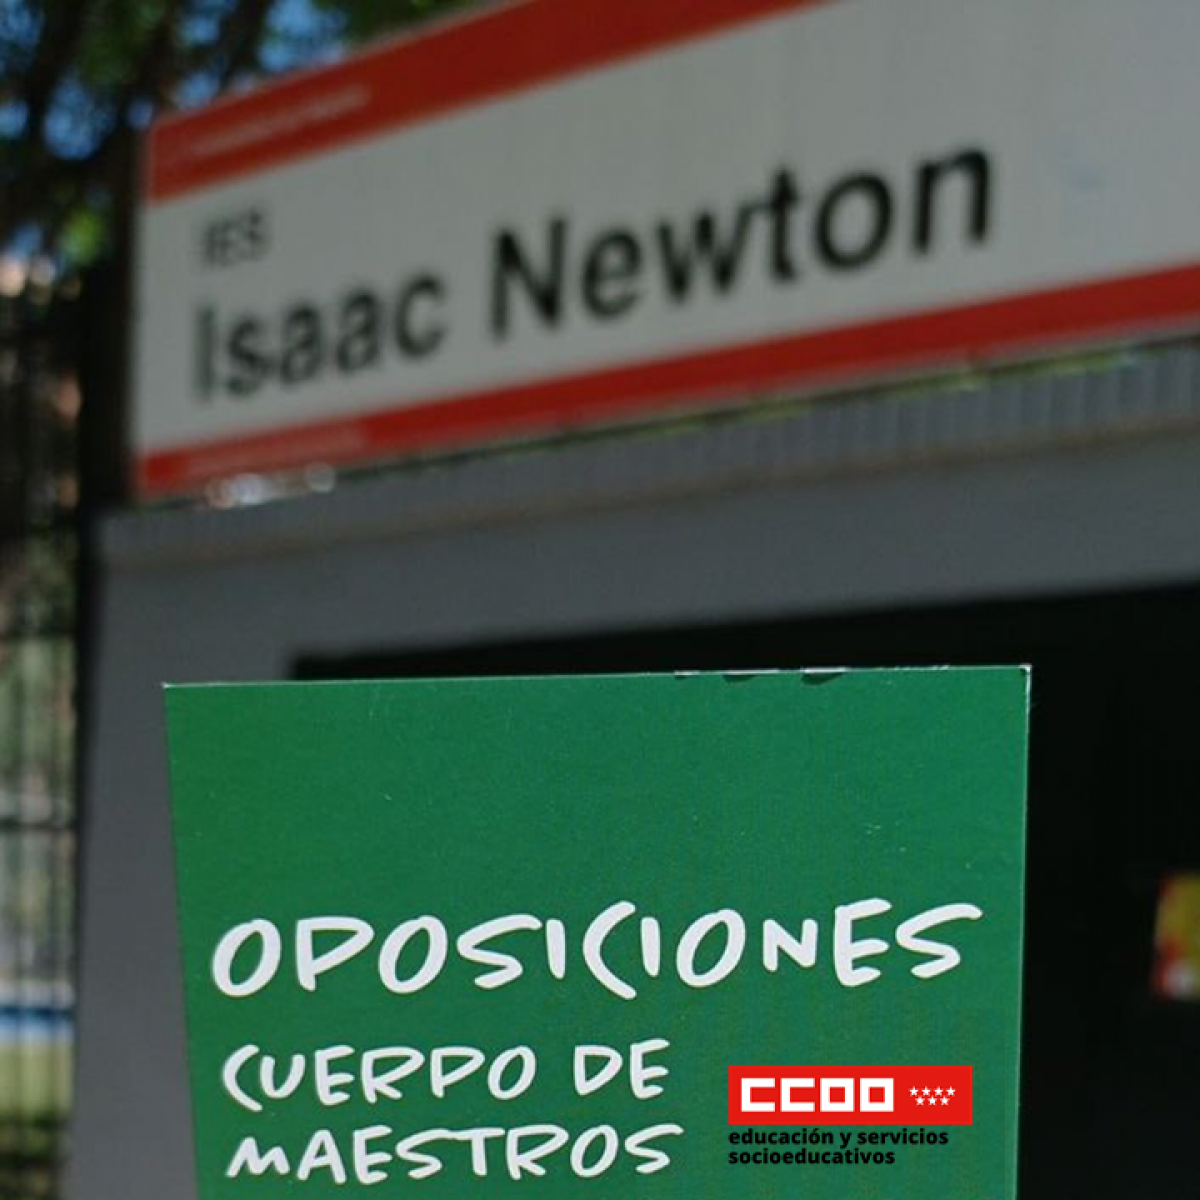 IES
Isaac Newton
OPOSICIONES
CUERPO DE
MAESTROS
CCOO
educación y servicios
socioeducativos